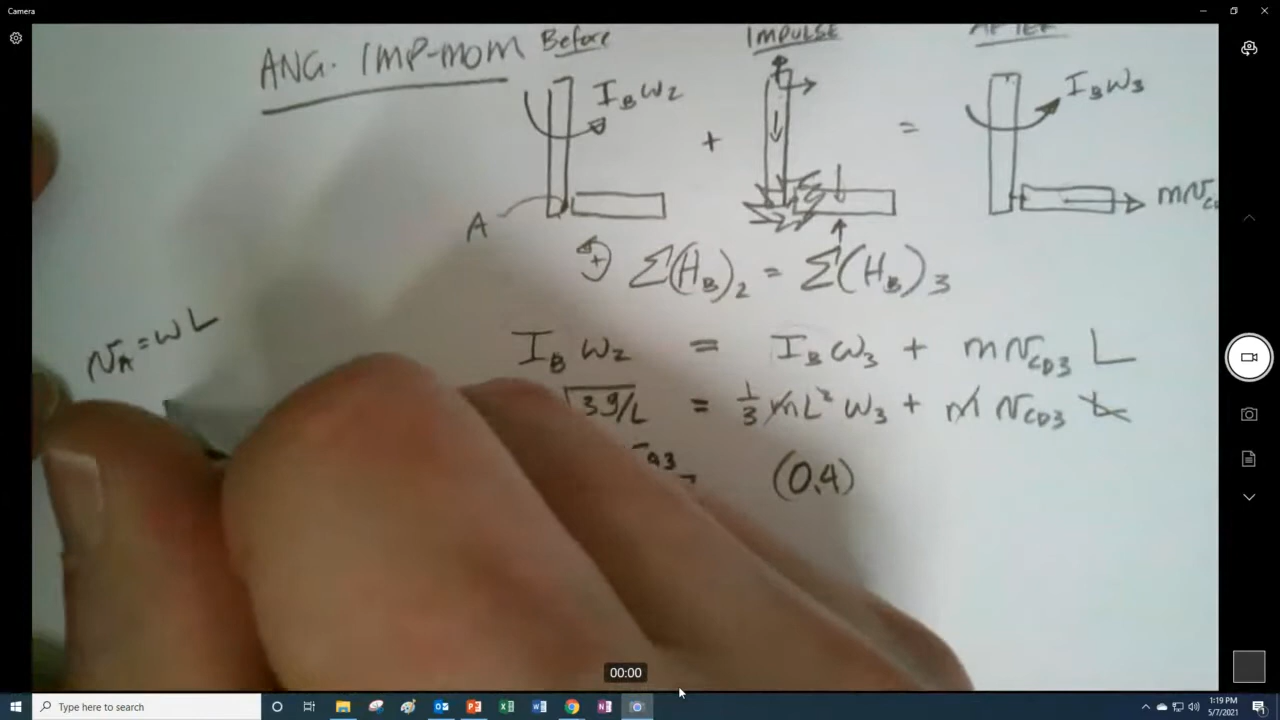 Camera
ANG. IMP-MOM
Before
IMPULSE
AFTER
I_B ω_2
+
=
I_B ω_3
A
+ Σ(H_B)_2 = Σ(H_B)_3
v_A = ωL
I_B ω_2 = I_B ω_3 + m v_CD3 L
√3g/L = 1/3 mL² ω_3 + m v_CD3 L
(0.4)
00:00
Type here to search
1:19 PM
5/7/2021